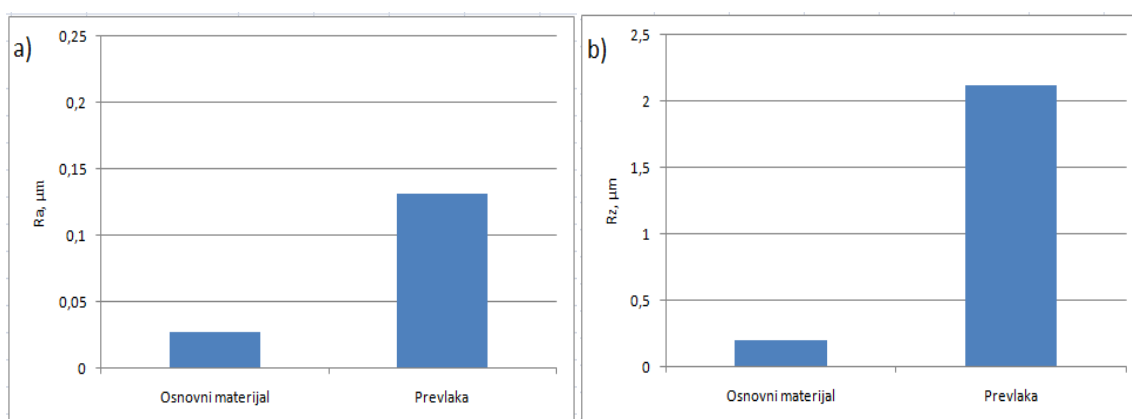 a)
0,25
0,2
0,15
0,1
0,05
0
Ra, µm
Osnovni materijal
Prevlaka
b)
2,5
2
1,5
1
0,5
0
Rz, µm
Osnovni materijal
Prevlaka